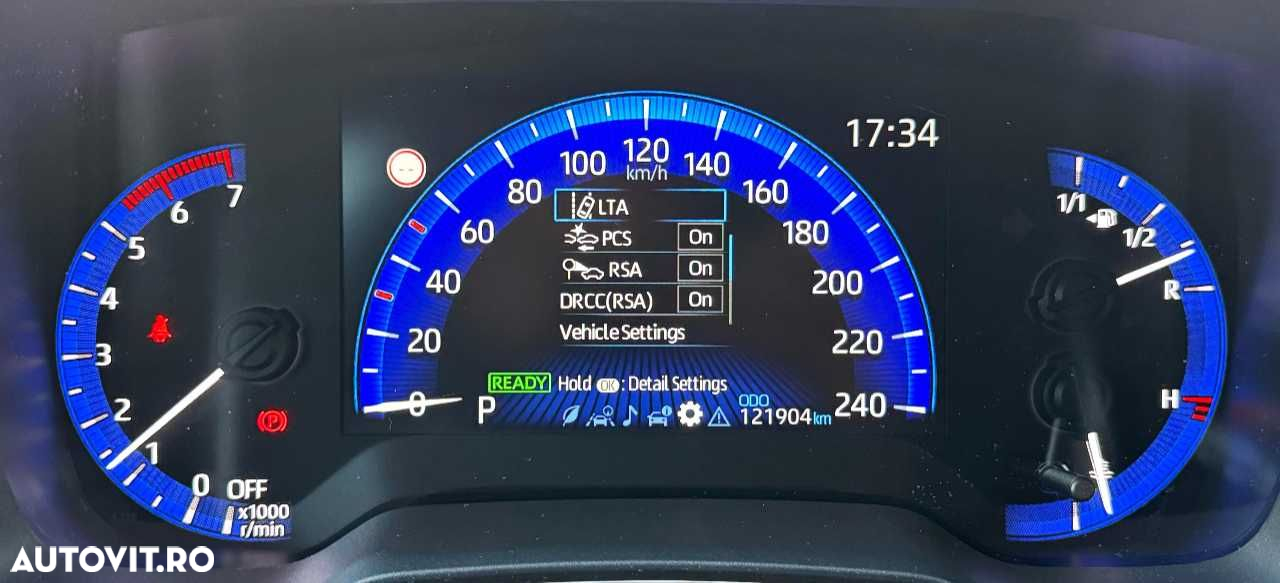 17:34
120
km/h
100
140
80
160
60
180
40
200
20
220
0
240
LTA
PCS On
RSA On
DRCC(RSA) On
Vehicle Settings
READY Hold OK : Detail Settings
P
ODO
121904 km
7
6
5
4
3
2
1
0 OFF
x1000
r/min
P
1/1
1/2
R
H
AUTOVIT.RO